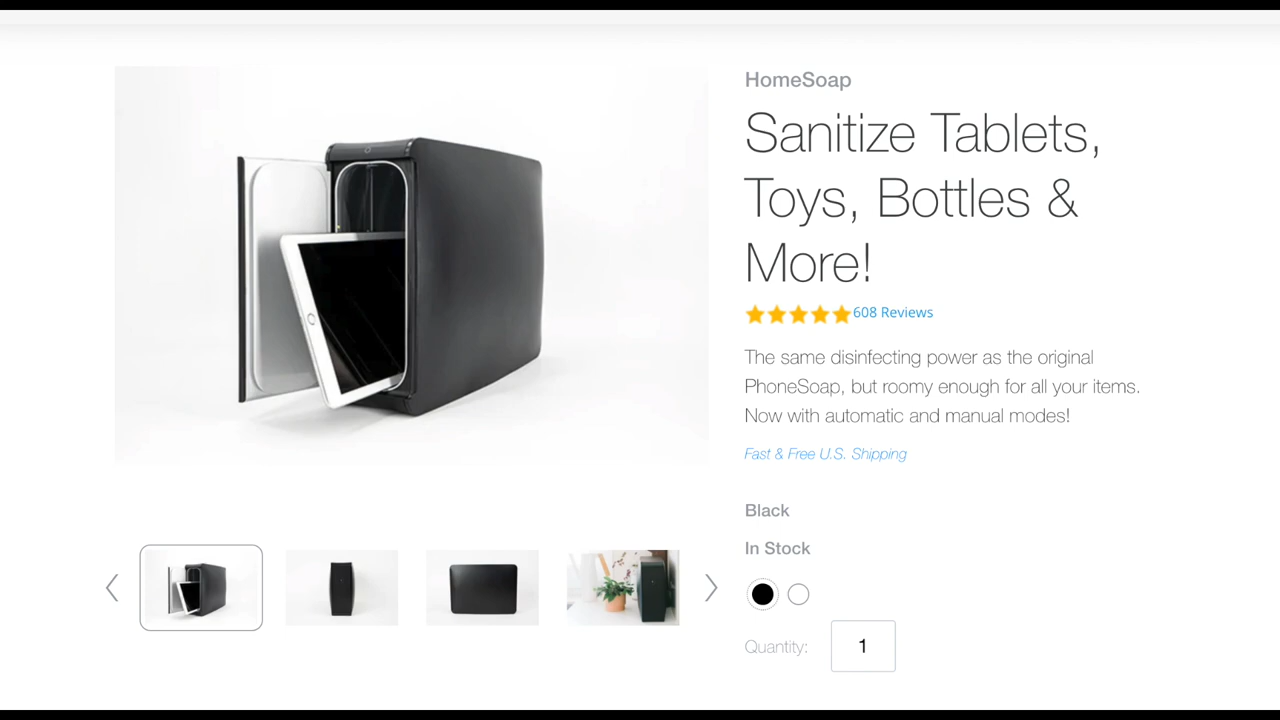 HomeSoap
Sanitize Tablets,
Toys, Bottles &
More!
608 Reviews
The same disinfecting power as the original
PhoneSoap, but roomy enough for all your items.
Now with automatic and manual modes!
Fast & Free U.S. Shipping
Black
In Stock
Quantity:
1